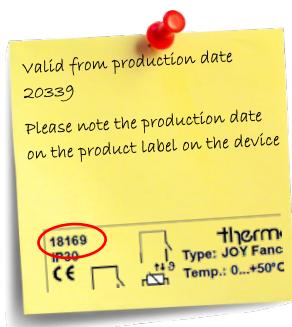 Valid from production date
20339
Please note the production date
on the product label on the device
18169
IP30
CE
thermo
Type: JOY Fanc
Temp.: 0...+50°C